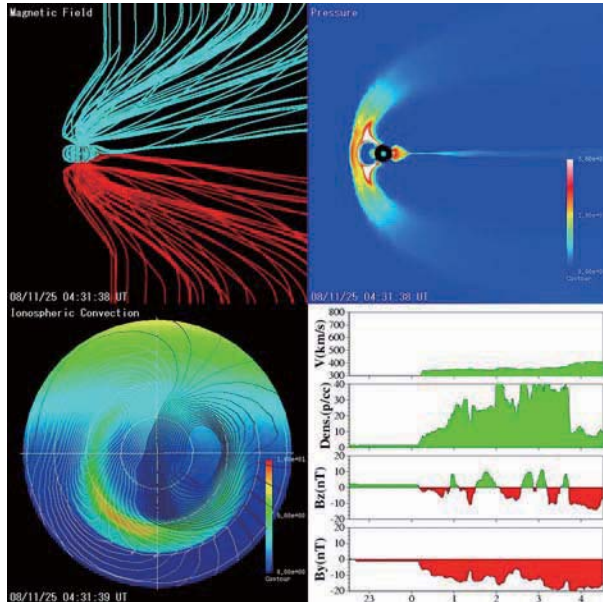 Magnetic Field
08/11/25 04:31:38 UT
Pressure
Contour
08/11/25 04:31:38 UT
Ionospheric Convection
Contour
08/11/25 04:31:39 UT
V(km/s)
800
700
600
500
400
300
Dens.(p/cc)
40
30
20
10
0
Bz(nT)
20
10
0
-10
-20
By(nT)
20
10
0
-10
-20
23 0 1 2 3 4